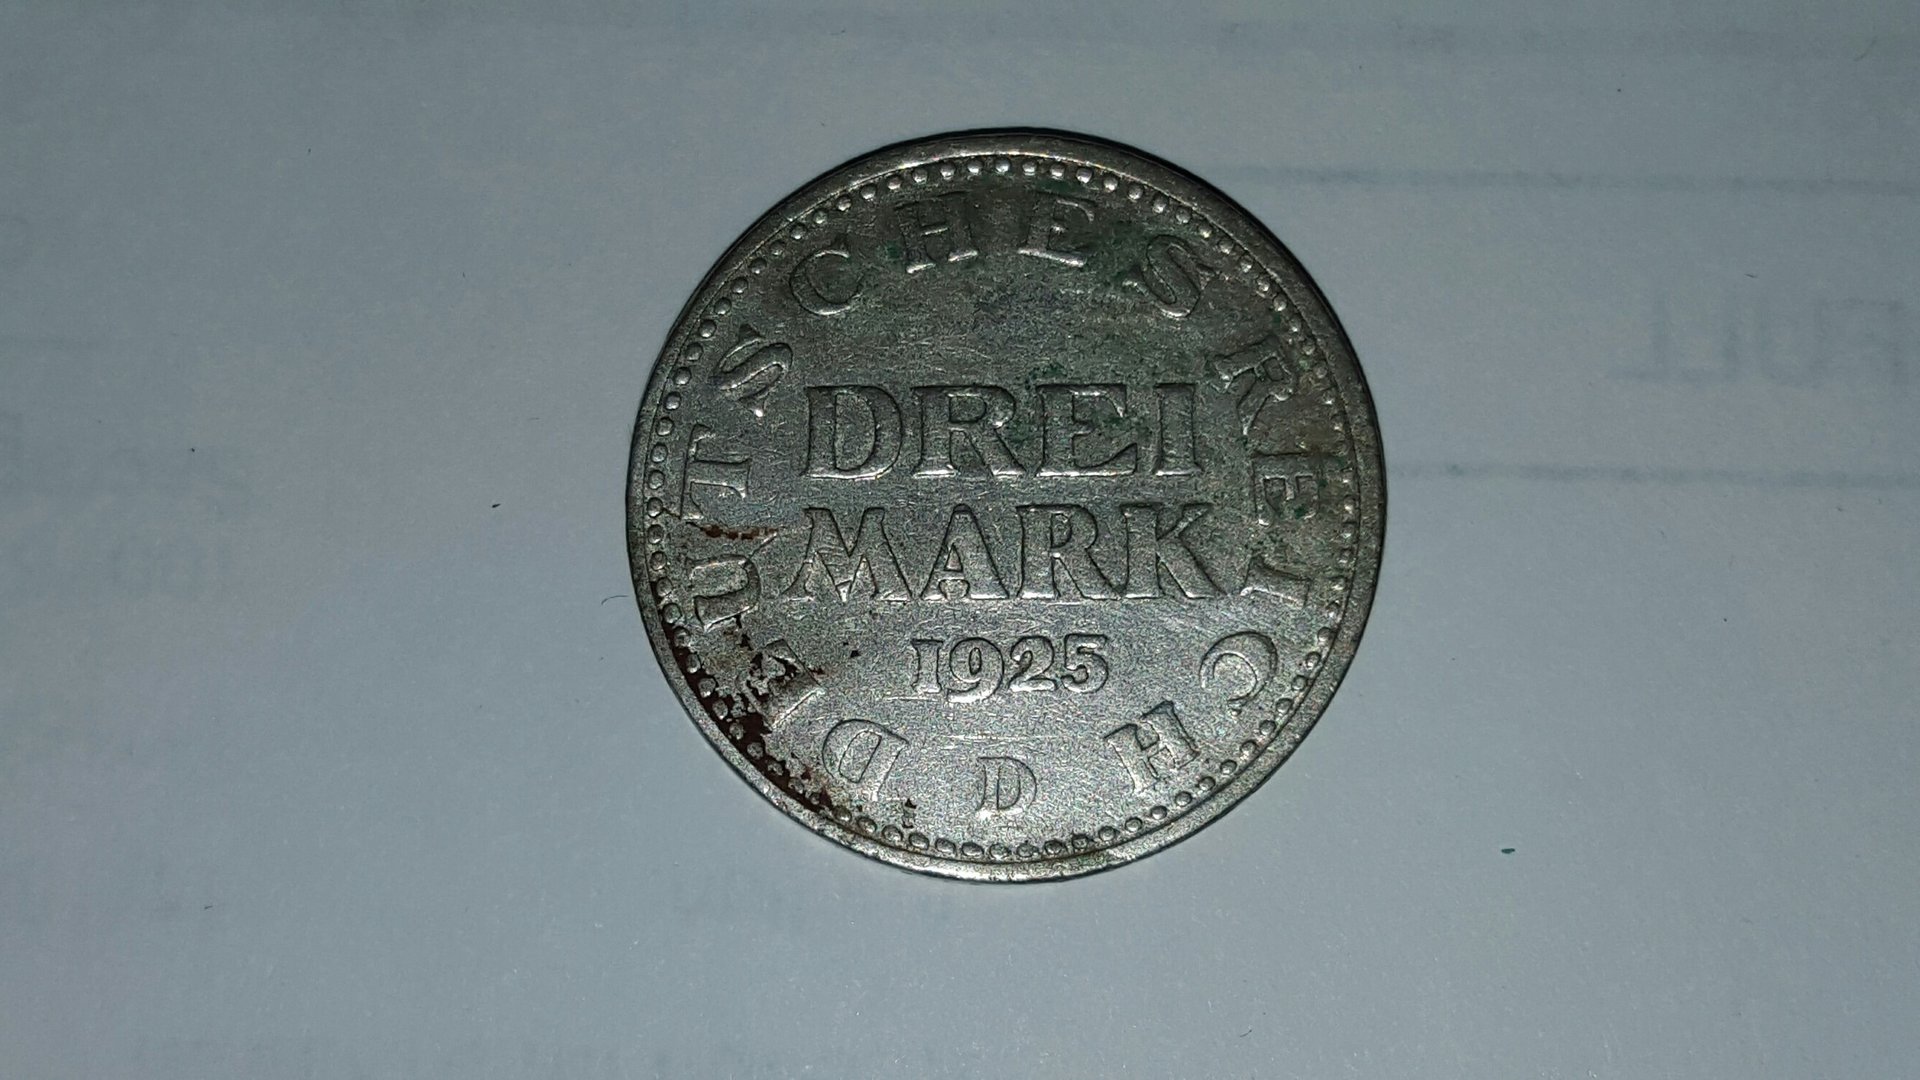 DEUTSCHES REICH
DREI
MARK
1925
D